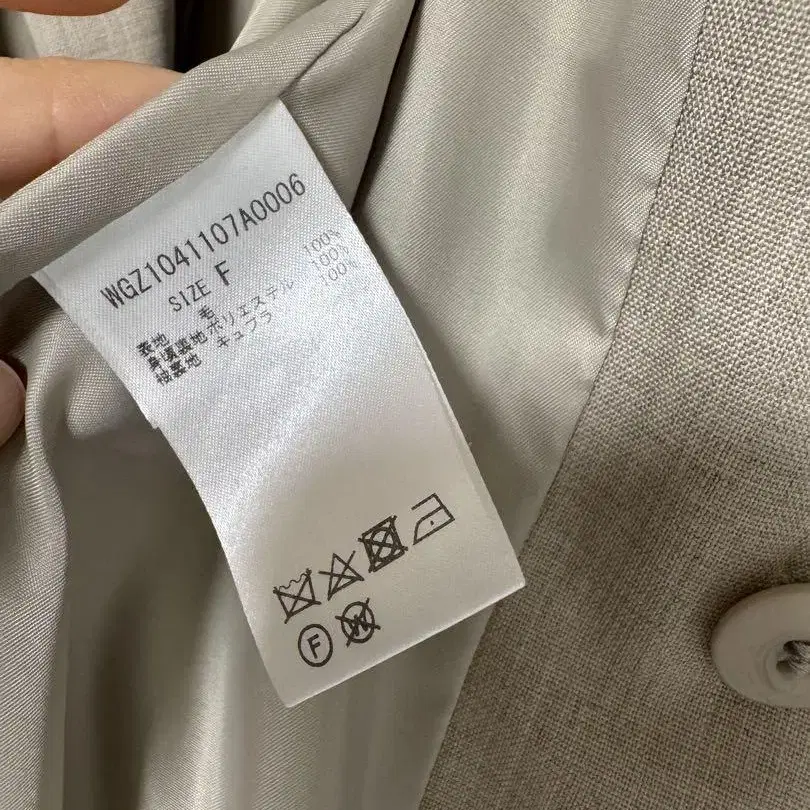 WGZ1041107A0006
SIZE F
表地 毛 100%
身頃裏地 ポリエステル 100%
袖裏地 キュプラ 100%
F
W